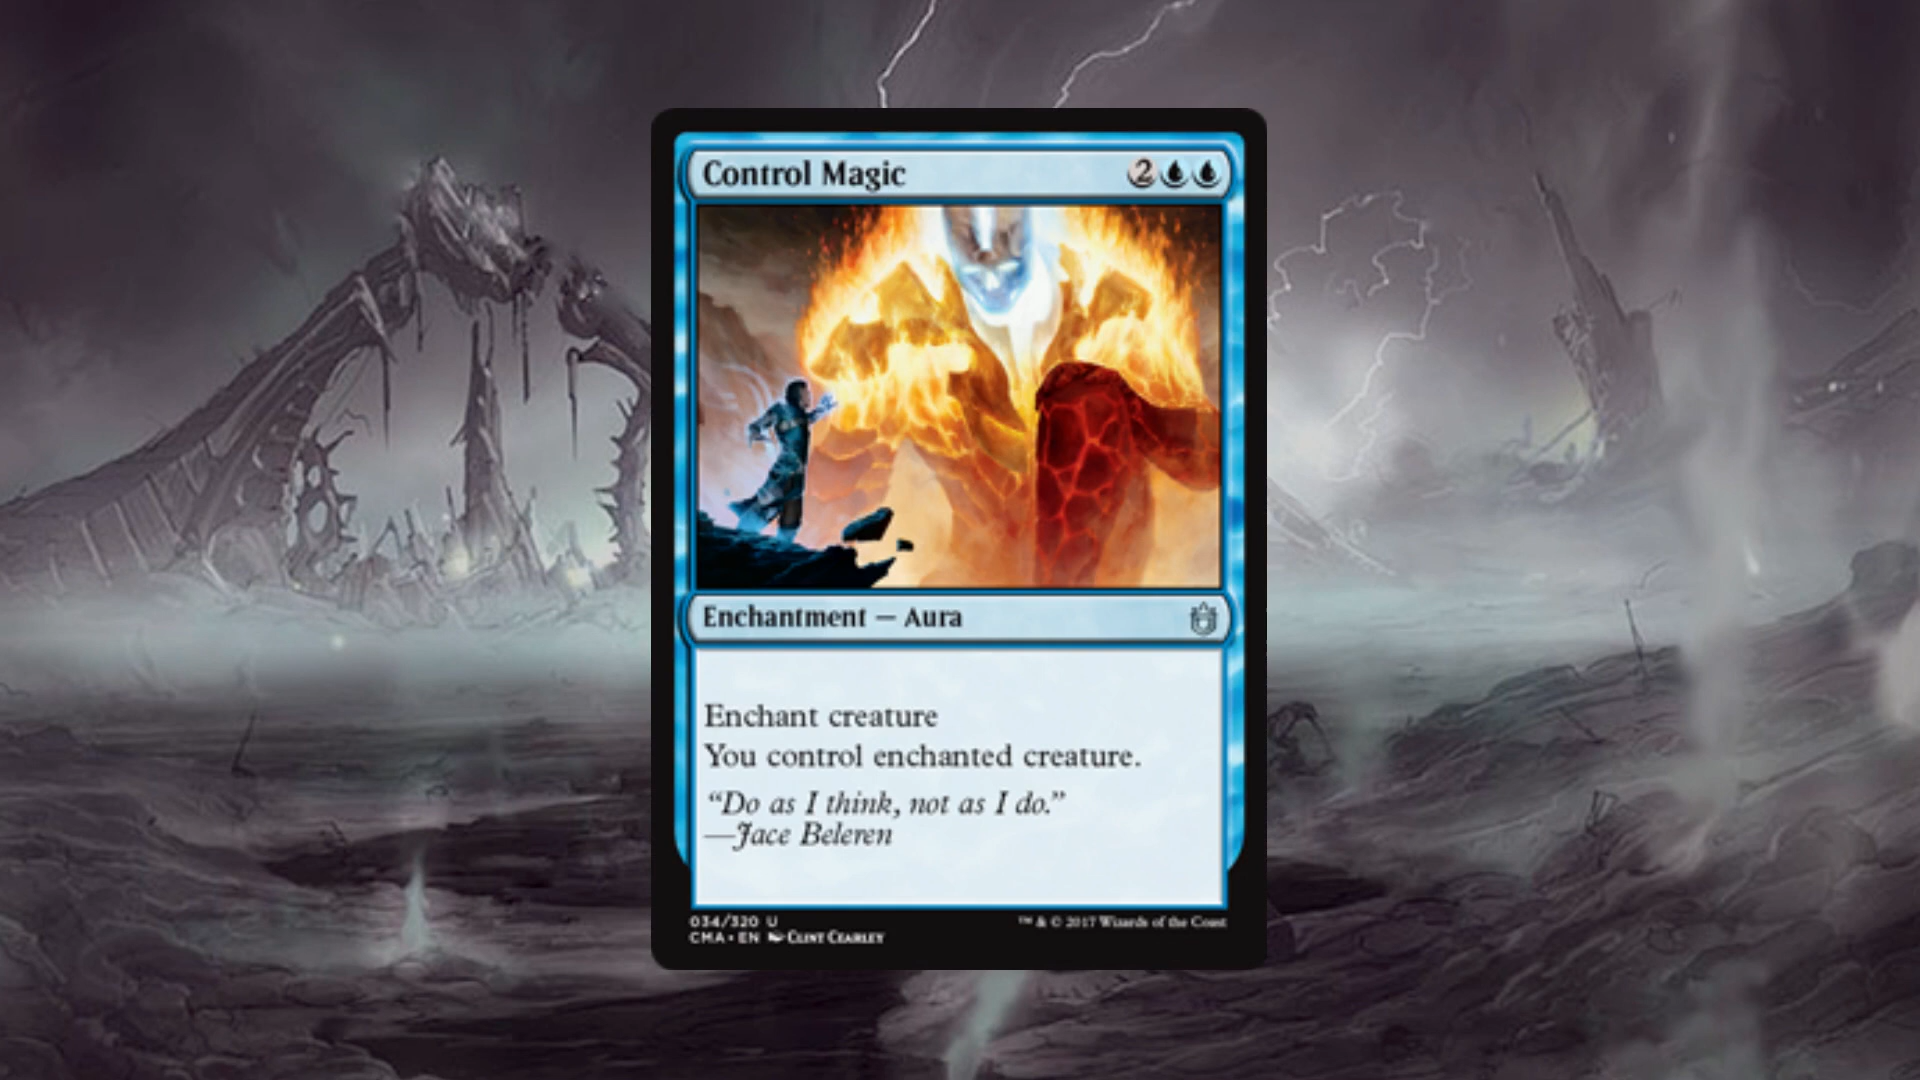 Control Magic 2
Enchantment — Aura
Enchant creature
You control enchanted creature.
“Do as I think, not as I do.”
—Jace Beleren
034/320 U
™ & © 2017 Wizards of the Coast
CMA • EN Clint Cearley